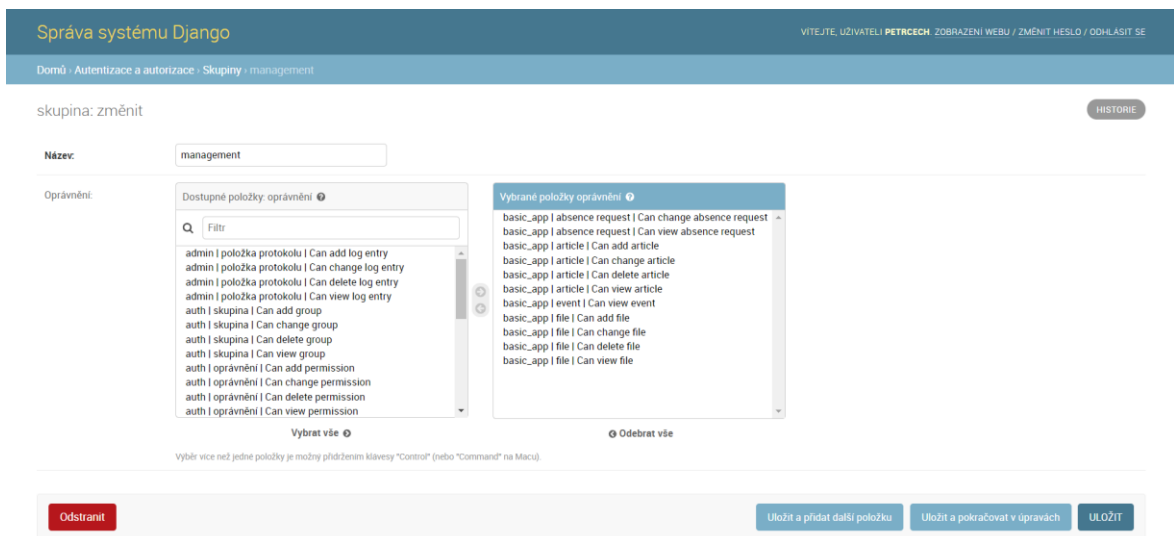 Správa systému Django
VÍTEJTE, UŽIVATELI PETRCECH. ZOBRAZENÍ WEBU / ZMĚNIT HESLO / ODHLÁSIT SE
Domů › Autentizace a autorizace › Skupiny › management
skupina: změnit
HISTORIE
Název:
management
Oprávnění:
Dostupné položky: oprávnění
Filtr
admin | položka protokolu | Can add log entry
admin | položka protokolu | Can change log entry
admin | položka protokolu | Can delete log entry
admin | položka protokolu | Can view log entry
auth | skupina | Can add group
auth | skupina | Can change group
auth | skupina | Can delete group
auth | skupina | Can view group
auth | oprávnění | Can add permission
auth | oprávnění | Can change permission
auth | oprávnění | Can delete permission
auth | oprávnění | Can view permission
Vybrat vše
Vybrané položky oprávnění
basic_app | absence request | Can change absence request
basic_app | absence request | Can view absence request
basic_app | article | Can add article
basic_app | article | Can change article
basic_app | article | Can delete article
basic_app | article | Can view article
basic_app | event | Can view event
basic_app | file | Can add file
basic_app | file | Can change file
basic_app | file | Can delete file
basic_app | file | Can view file
Odebrat vše
Výběr více než jedné položky je možný přidržením klávesy "Control" (nebo "Command" na Macu).
Odstranit
Uložit a přidat další položku
Uložit a pokračovat v úpravách
ULOŽIT